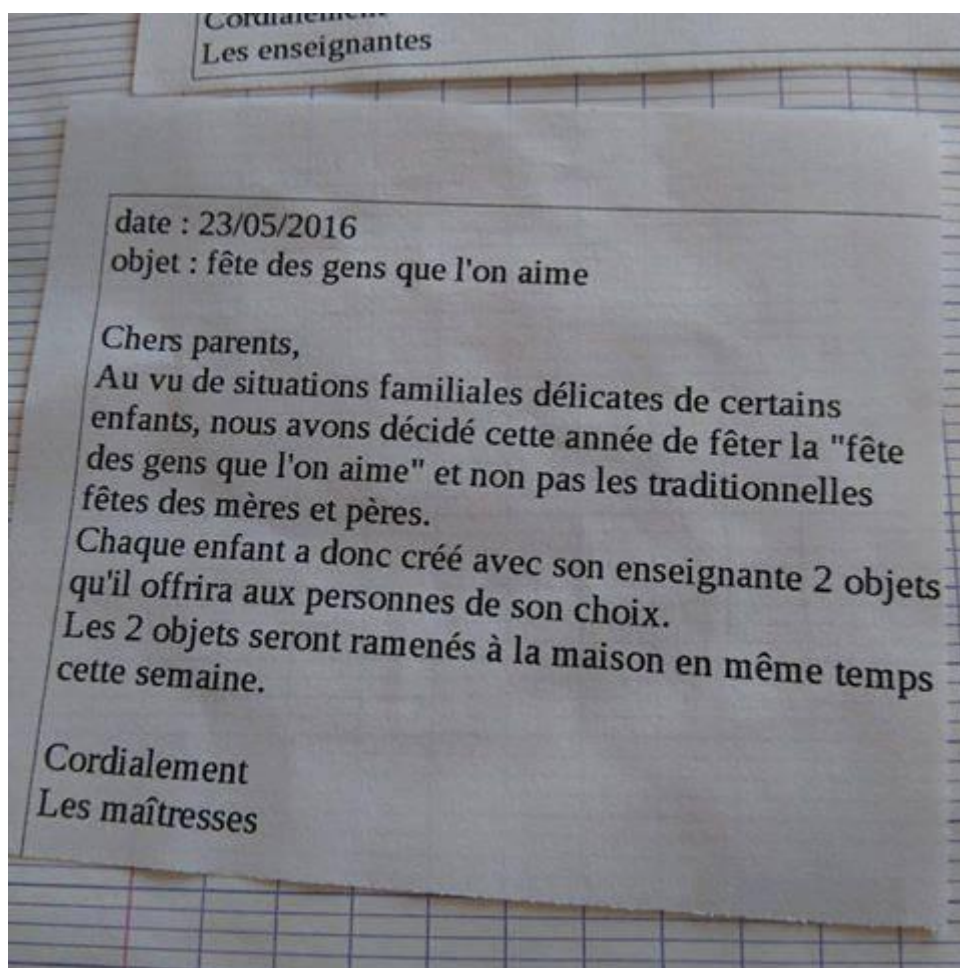 Cordialement
Les enseignantes
date : 23/05/2016
objet : fête des gens que l'on aime
Chers parents,
Au vu de situations familiales délicates de certains
enfants, nous avons décidé cette année de fêter la "fête
des gens que l'on aime" et non pas les traditionnelles
fêtes des mères et pères.
Chaque enfant a donc créé avec son enseignante 2 objets
qu'il offrira aux personnes de son choix.
Les 2 objets seront ramenés à la maison en même temps
cette semaine.
Cordialement
Les maîtresses